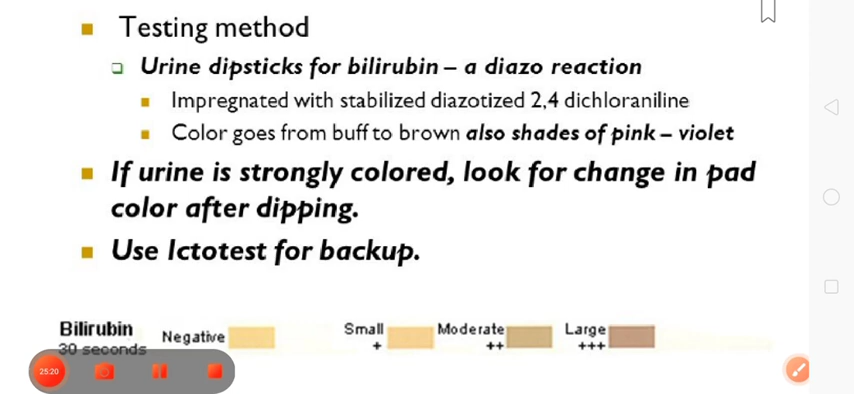 Testing method
Urine dipsticks for bilirubin – a diazo reaction
Impregnated with stabilized diazotized 2,4 dichloraniline
Color goes from buff to brown also shades of pink – violet
If urine is strongly colored, look for change in pad
color after dipping.
Use Ictotest for backup.
Bilirubin
30 seconds
Negative
Small
+
Moderate
++
Large
+++
25:20